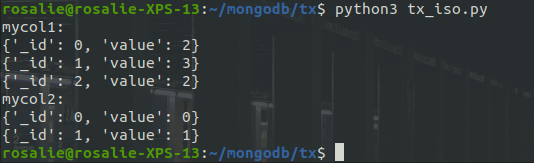 rosalie@rosalie-XPS-13:~/mongodb/tx$ python3 tx_iso.py
mycol1:
{'_id': 0, 'value': 2}
{'_id': 1, 'value': 3}
{'_id': 2, 'value': 2}
mycol2:
{'_id': 0, 'value': 0}
{'_id': 1, 'value': 1}
rosalie@rosalie-XPS-13:~/mongodb/tx$